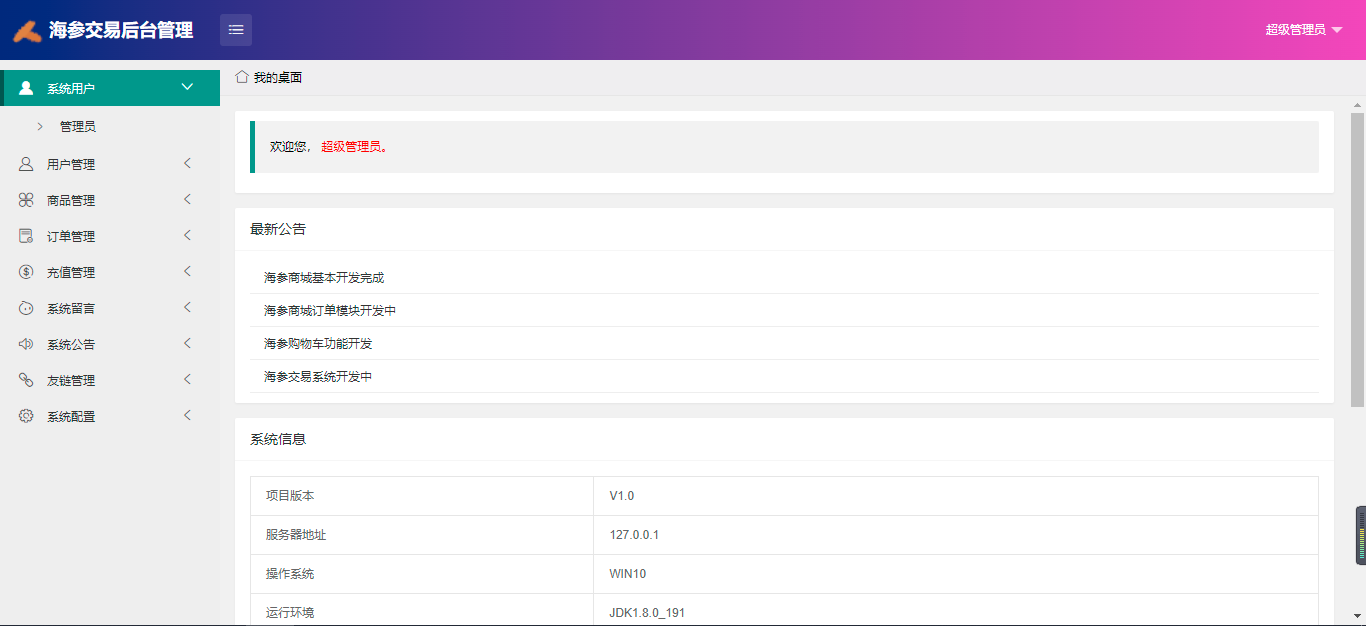 海参交易后台管理
超级管理员
系统用户
管理员
用户管理
商品管理
订单管理
充值管理
系统留言
系统公告
友链管理
系统配置
我的桌面
欢迎您， 超级管理员。
最新公告
海参商城基本开发完成
海参商城订单模块开发中
海参购物车功能开发
海参交易系统开发中
系统信息
项目版本 V1.0
服务器地址 127.0.0.1
操作系统 WIN10
运行环境 JDK1.8.0_191